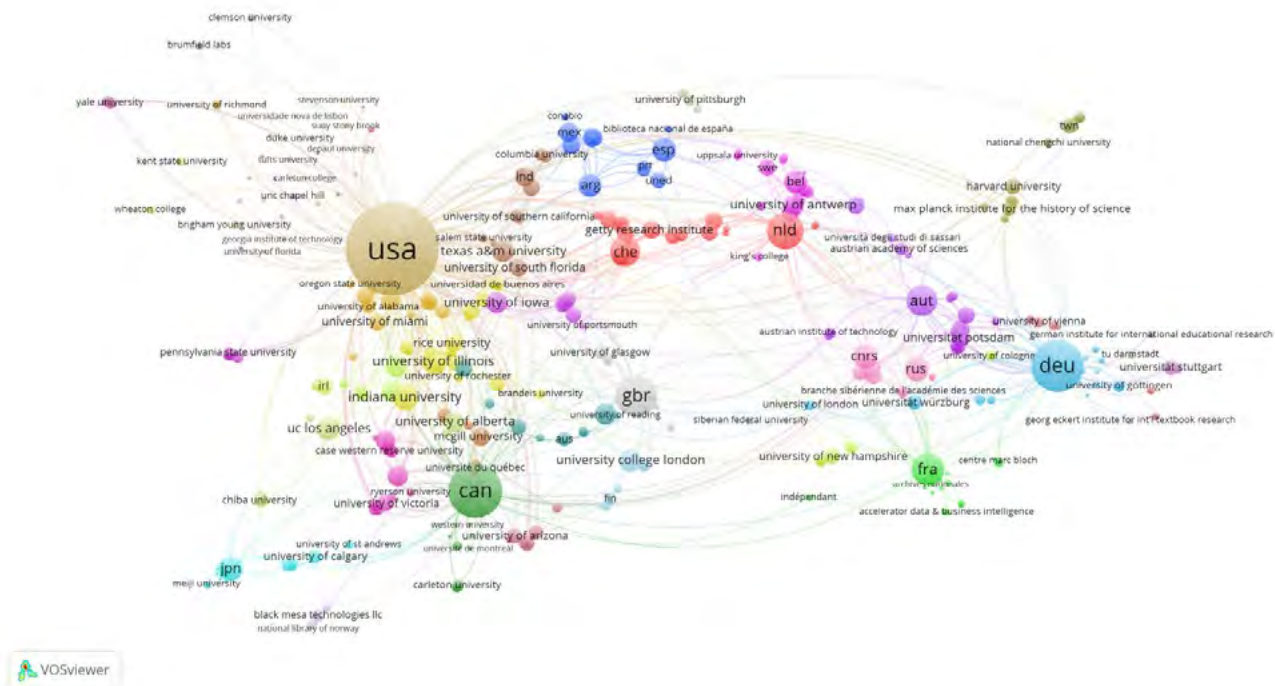 clemson university
brumfield labs
yale university
university of richmond
stevenson university
universidade nova de lisbon
suny stony brook
duke university
depaul university
kent state university
tufts university
carleton college
unc chapel hill
wheaton college
brigham young university
georgia institute of technology
university of florida
usa
university of pittsburgh
conabio
mex
biblioteca nacional de españa
columbia university
esp
ind
prt
uned
arg
uppsala university
swe
bel
university of antwerp
twn
national chengchi university
harvard university
max planck institute for the history of science
university of southern california
getty research institute
nld
salem state university
texas a&m university
che
king's college
università degli studi di sassari
austrian academy of sciences
university of south florida
oregon state university
universidad de buenos aires
university of alabama
university of iowa
university of miami
university of portsmouth
aut
austrian institute of technology
university of vienna
universität potsdam
german institute for international educational research
pennsylvania state university
rice university
university of illinois
university of glasgow
cnrs
rus
university of cologne
deu
tu darmstadt
universität stuttgart
university of rochester
irl
indiana university
brandeis university
gbr
branche sibérienne de l'académie des sciences
university of london
universität würzburg
university of göttingen
university of reading
siberian federal university
georg eckert institute for int'l textbook research
uc los angeles
university of alberta
mcgill university
aus
case western reserve university
university college london
université du québec
university of new hampshire
fra
centre marc bloch
archives nationales
can
ryerson university
university of victoria
fin
indépendant
accelerator data & business intelligence
chiba university
western university
university of arizona
université de montréal
university of st andrews
university of calgary
jpn
meiji university
carleton university
black mesa technologies llc
national library of norway
VOSviewer